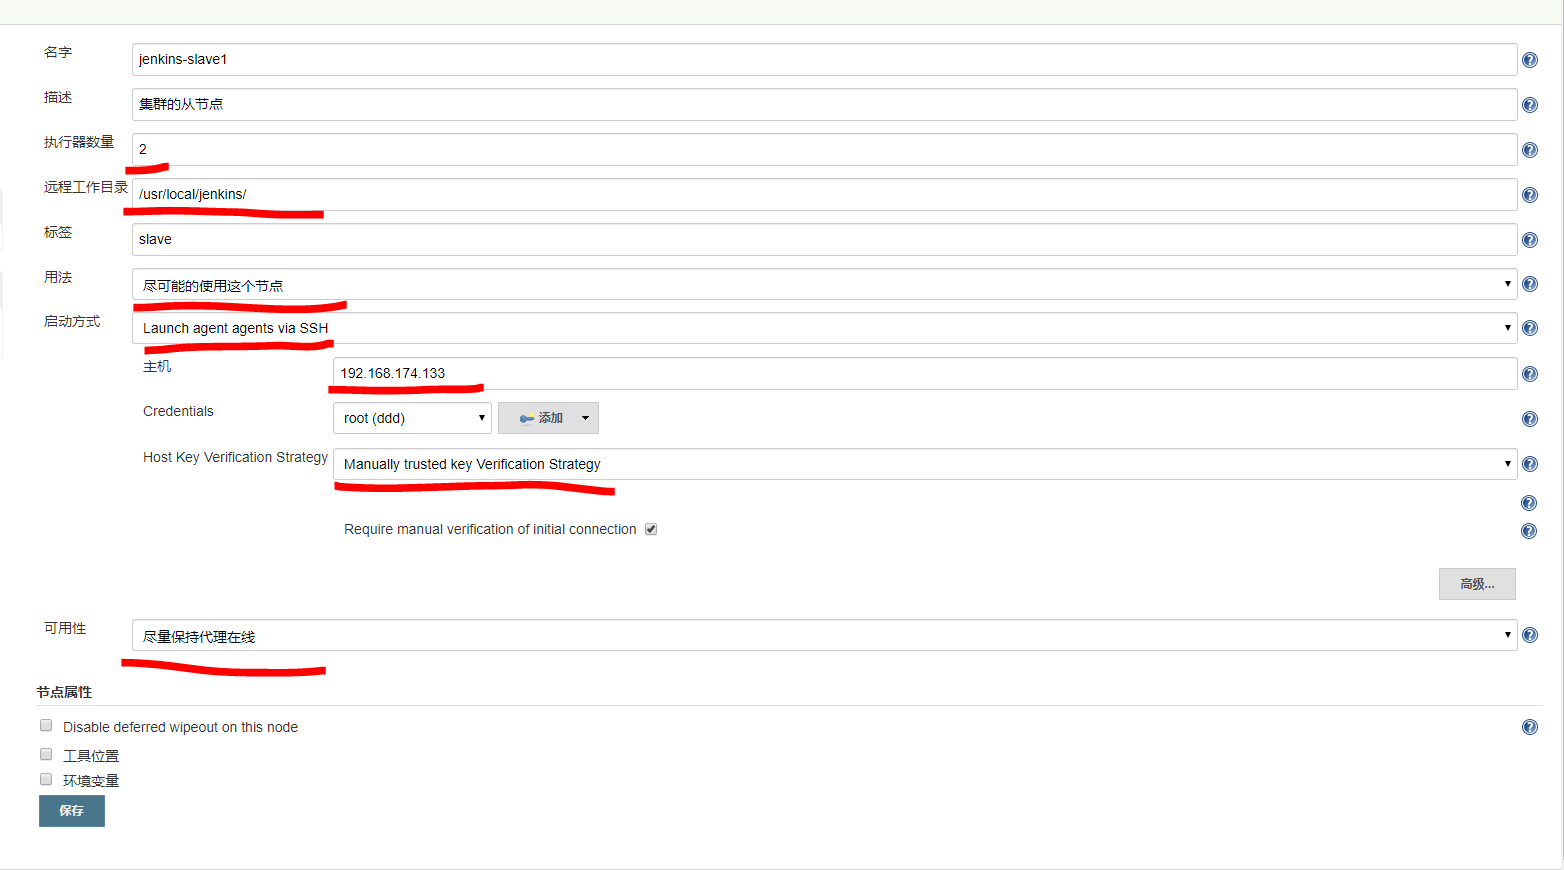 名字
jenkins-slave1
描述
集群的从节点
执行器数量
2
远程工作目录
/usr/local/jenkins/
标签
slave
用法
尽可能的使用这个节点
启动方式
Launch agent agents via SSH
主机
192.168.174.133
Credentials
root (ddd)
添加
Host Key Verification Strategy
Manually trusted key Verification Strategy
Require manual verification of initial connection
高级...
可用性
尽量保持代理在线
节点属性
Disable deferred wipeout on this node
工具位置
环境变量
保存